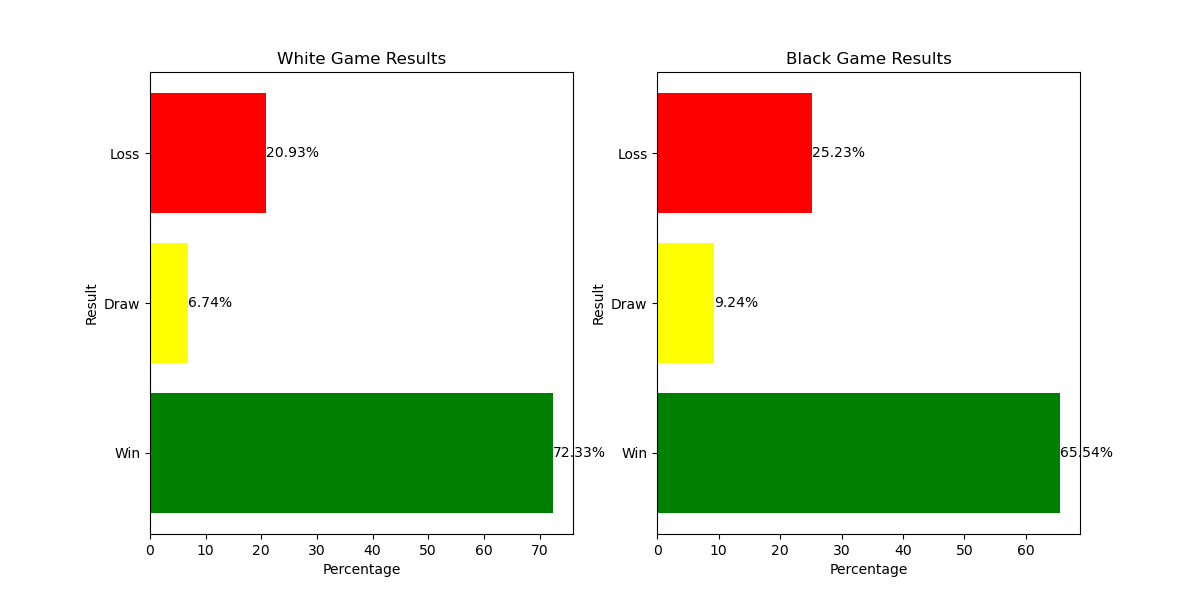 White Game Results
Loss
20.93%
Draw
6.74%
Win
72.33%
Result
0 10 20 30 40 50 60 70
Percentage
Black Game Results
Loss
25.23%
Draw
9.24%
Win
65.54%
Result
0 10 20 30 40 50 60
Percentage